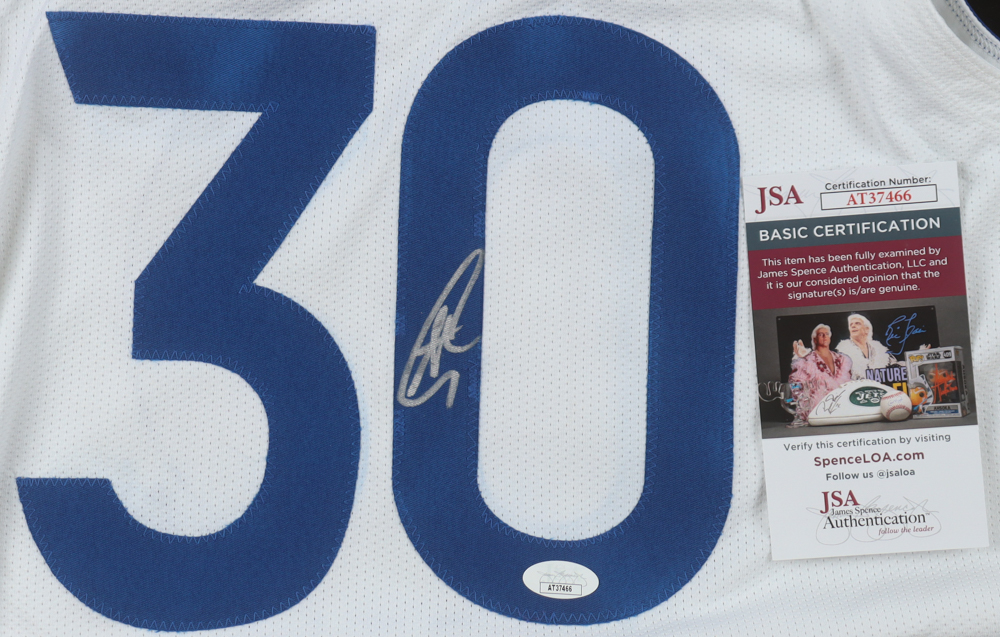 30
JSA
Certification Number:
AT37466
BASIC CERTIFICATION
This item has been fully examined by
James Spence Authentication, LLC and
it is our considered opinion that the
signature(s) is/are genuine.
NATURE
JETS
Verify this certification by visiting
SpenceLOA.com
Follow us @jsaloa
JSA
James Spence
Authentication
follow the leader
AT37466